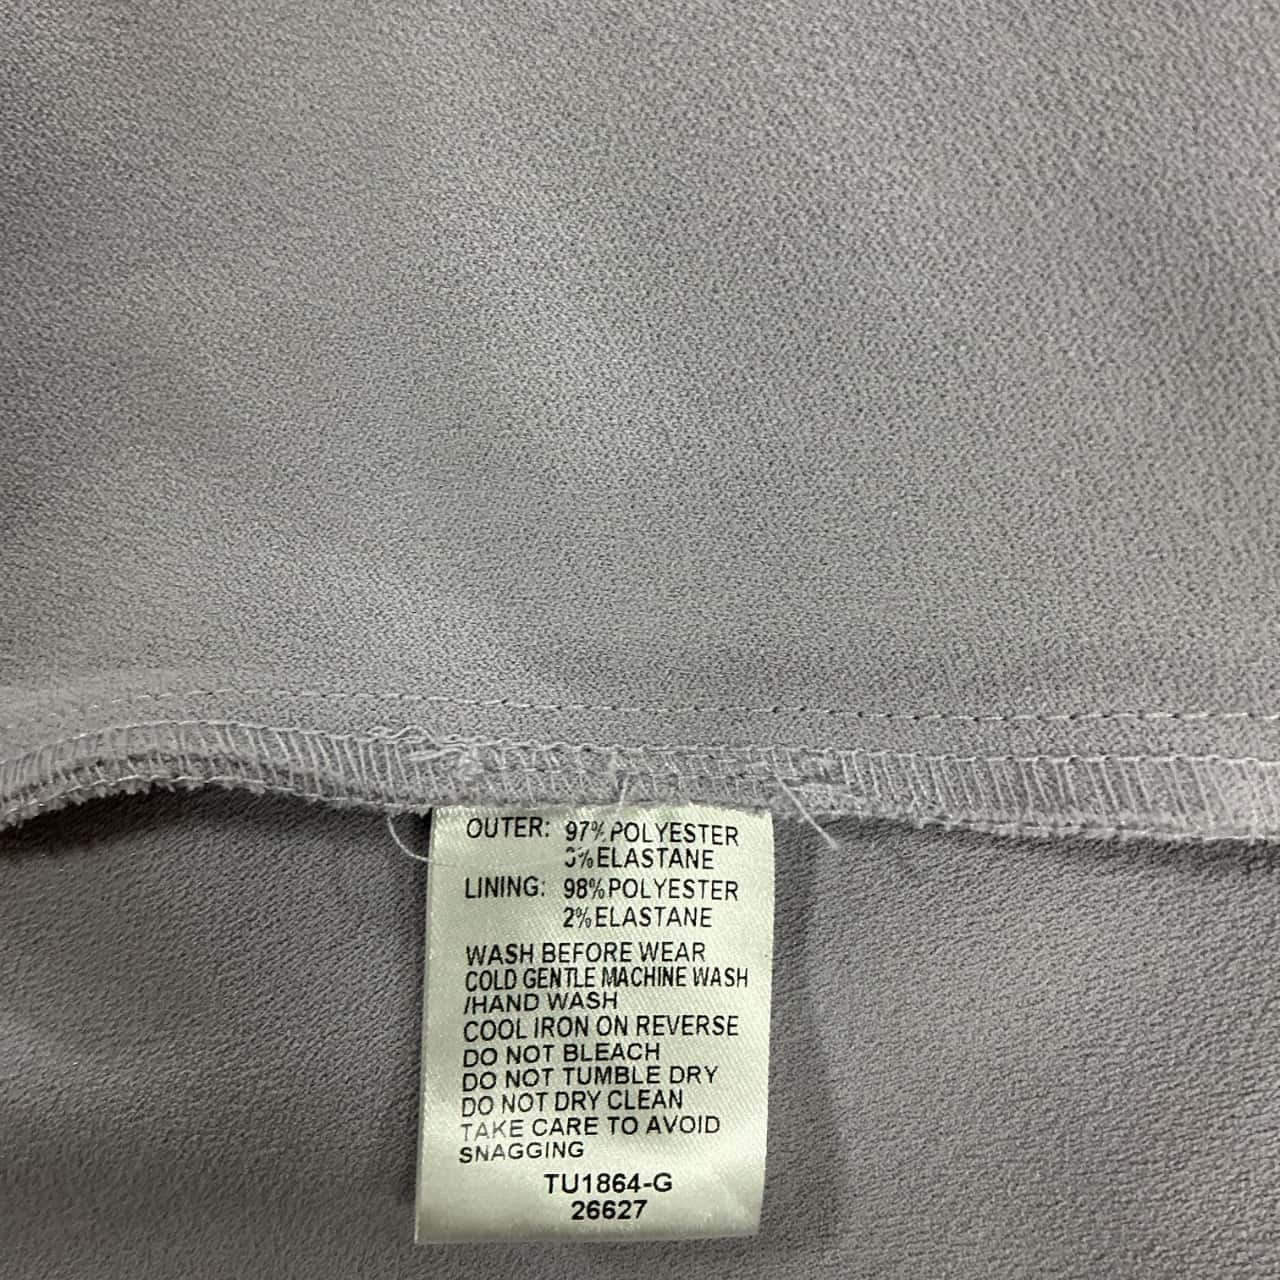 OUTER: 97% POLYESTER
3% ELASTANE
LINING: 98% POLYESTER
2% ELASTANE
WASH BEFORE WEAR
COLD GENTLE MACHINE WASH
/HAND WASH
COOL IRON ON REVERSE
DO NOT BLEACH
DO NOT TUMBLE DRY
DO NOT DRY CLEAN
TAKE CARE TO AVOID
SNAGGING
TU1864-G
26627